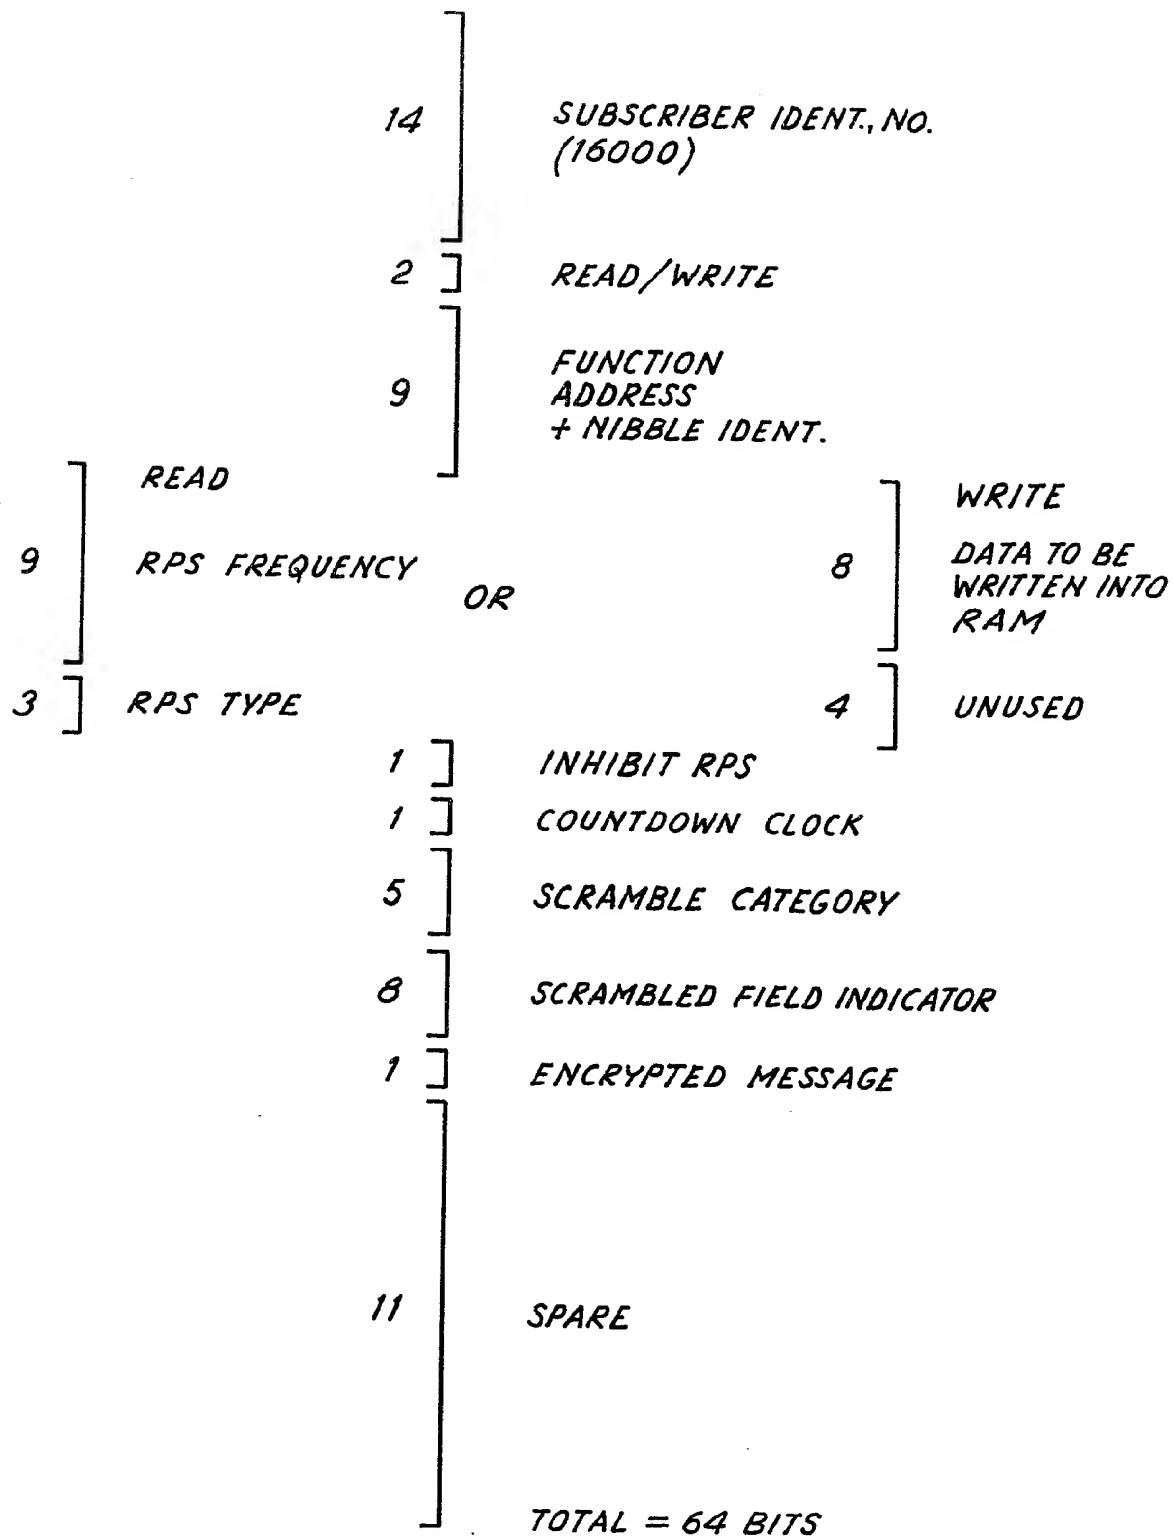 14
SUBSCRIBER IDENT., NO.
(16000)
2
READ/WRITE
9
FUNCTION
ADDRESS
+ NIBBLE IDENT.
READ
9
RPS FREQUENCY
3
RPS TYPE
OR
WRITE
8
DATA TO BE
WRITTEN INTO
RAM
4
UNUSED
1
INHIBIT RPS
1
COUNTDOWN CLOCK
5
SCRAMBLE CATEGORY
8
SCRAMBLED FIELD INDICATOR
1
ENCRYPTED MESSAGE
11
SPARE
TOTAL = 64 BITS